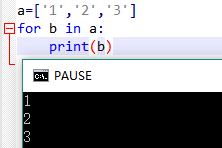 a=['1','2','3']
for b in a:
    print(b)
C:\. PAUSE
1
2
3